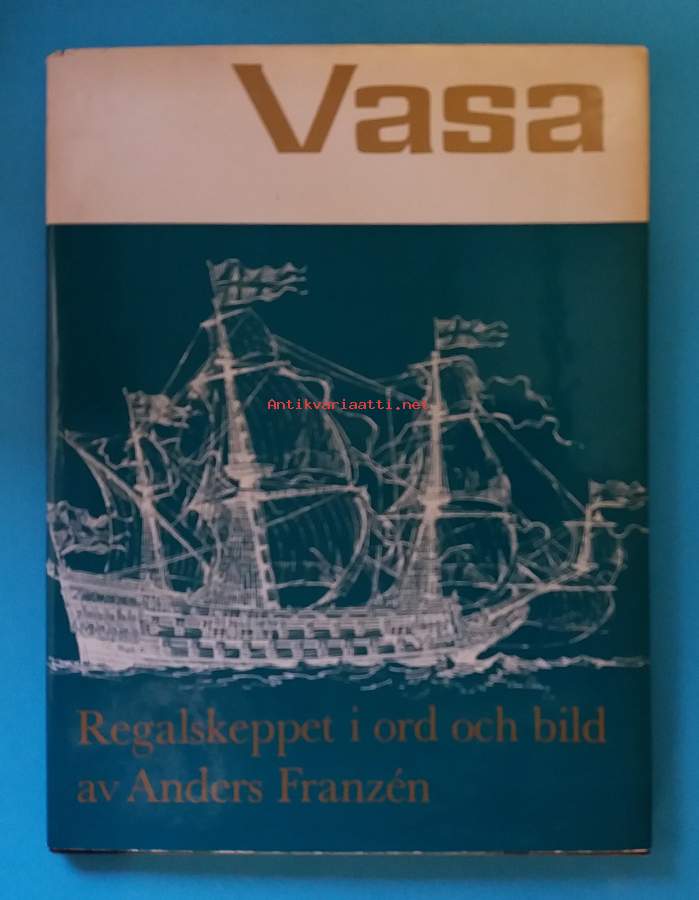 Vasa
Antikvariaatti.net
Regalskeppet i ord och bild
av Anders Franzén